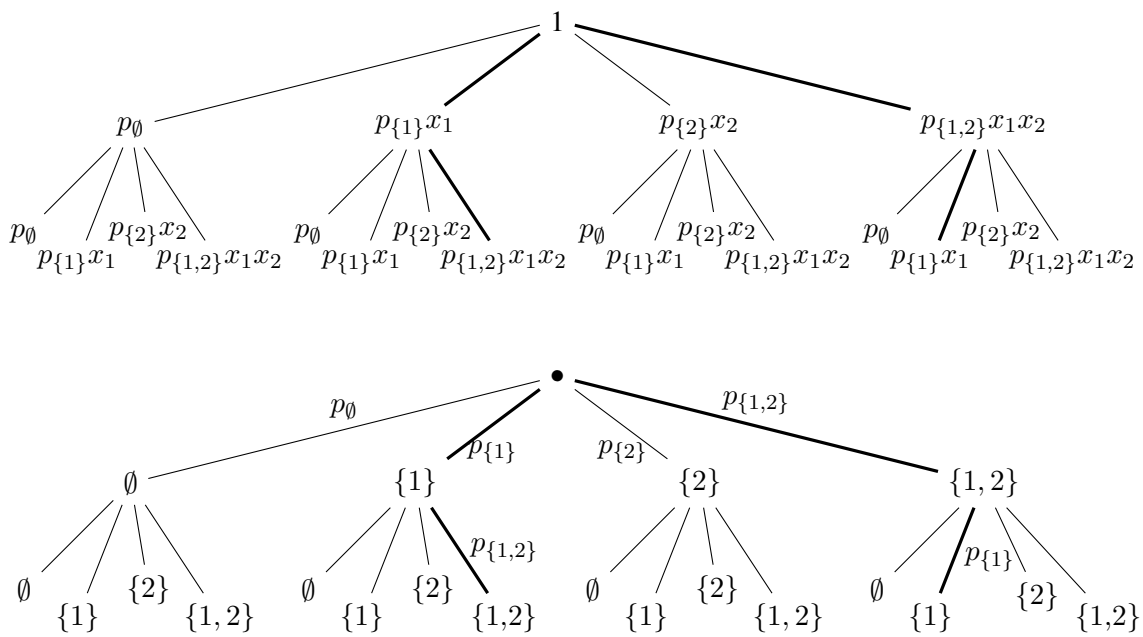 1
p_∅ p_{1}x_1 p_{2}x_2 p_{1,2}x_1x_2
p_∅ p_{2}x_2 p_∅ p_{2}x_2 p_∅ p_{2}x_2 p_∅ p_{2}x_2
p_{1}x_1 p_{1,2}x_1x_2 p_{1}x_1 p_{1,2}x_1x_2 p_{1}x_1 p_{1,2}x_1x_2 p_{1}x_1 p_{1,2}x_1x_2
•
p_∅ p_{1,2}
p_{1} p_{2}
∅ {1} {2} {1, 2}
p_{1,2} p_{1}
∅ {2} ∅ {2} ∅ {2} ∅ {2}
{1} {1, 2} {1} {1,2} {1} {1, 2} {1} {1,2}